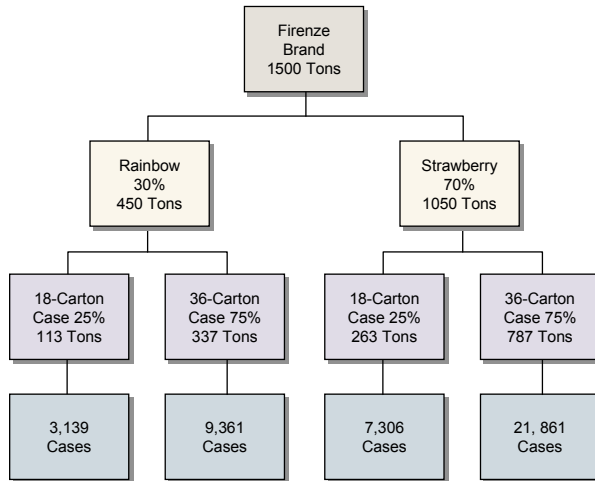 Firenze
Brand
1500 Tons
Rainbow
30%
450 Tons
Strawberry
70%
1050 Tons
18-Carton
Case 25%
113 Tons
36-Carton
Case 75%
337 Tons
18-Carton
Case 25%
263 Tons
36-Carton
Case 75%
787 Tons
3,139
Cases
9,361
Cases
7,306
Cases
21, 861
Cases